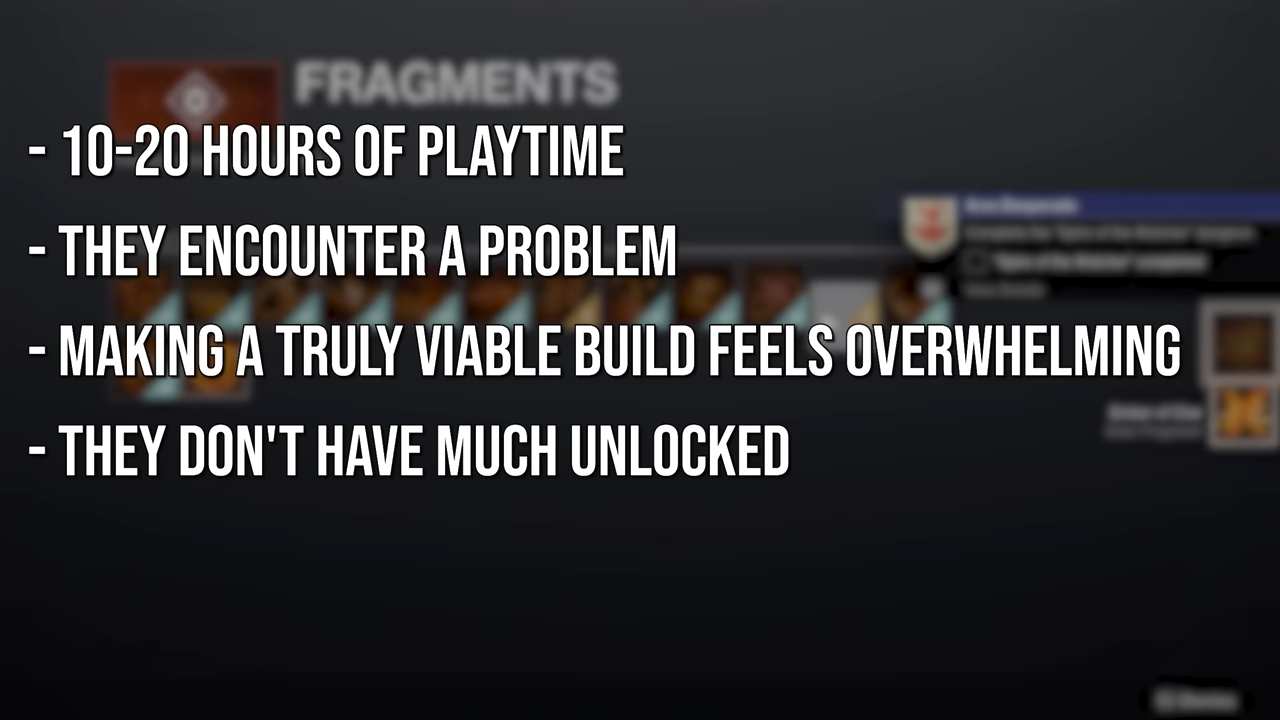 FRAGMENTS
- 10-20 HOURS OF PLAYTIME
- THEY ENCOUNTER A PROBLEM
- MAKING A TRULY VIABLE BUILD FEELS OVERWHELMING
- THEY DON'T HAVE MUCH UNLOCKED